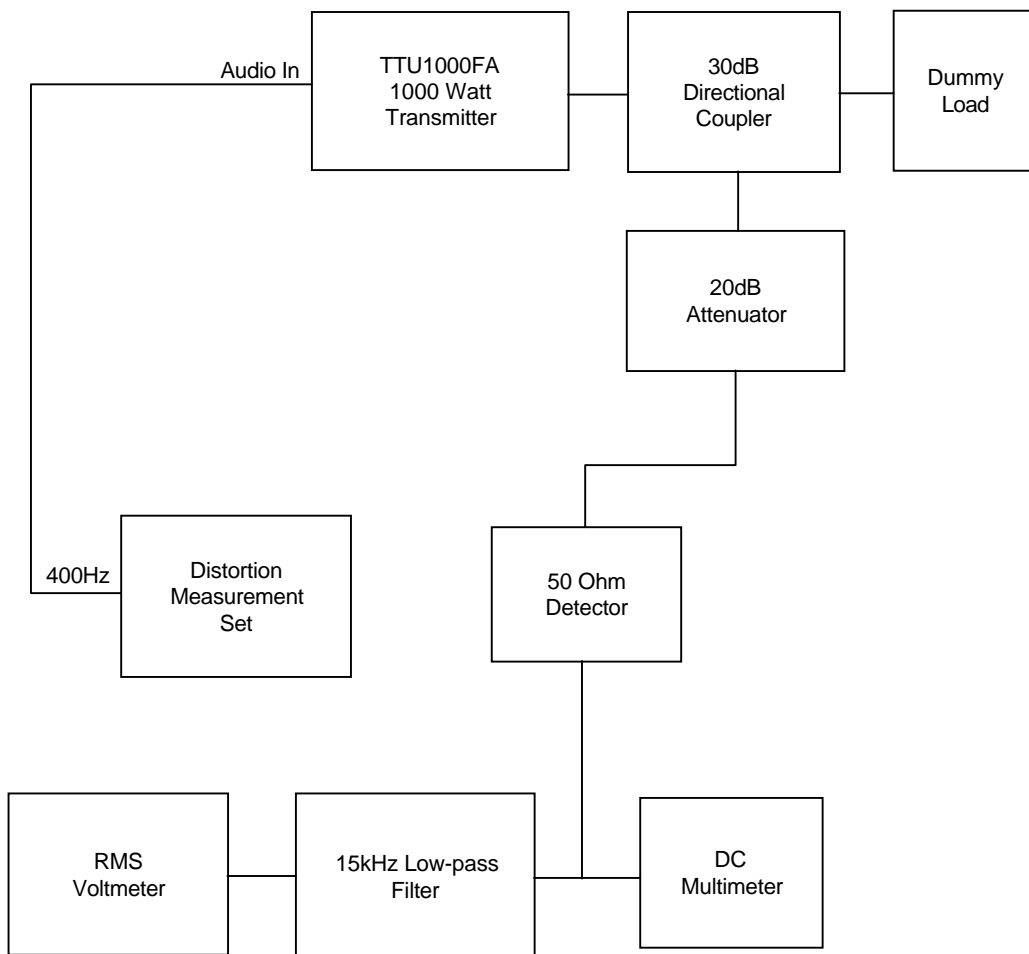 Audio In
TTU1000FA
1000 Watt
Transmitter
30dB
Directional
Coupler
Dummy
Load
20dB
Attenuator
400Hz
Distortion
Measurement
Set
50 Ohm
Detector
RMS
Voltmeter
15kHz Low-pass
Filter
DC
Multimeter